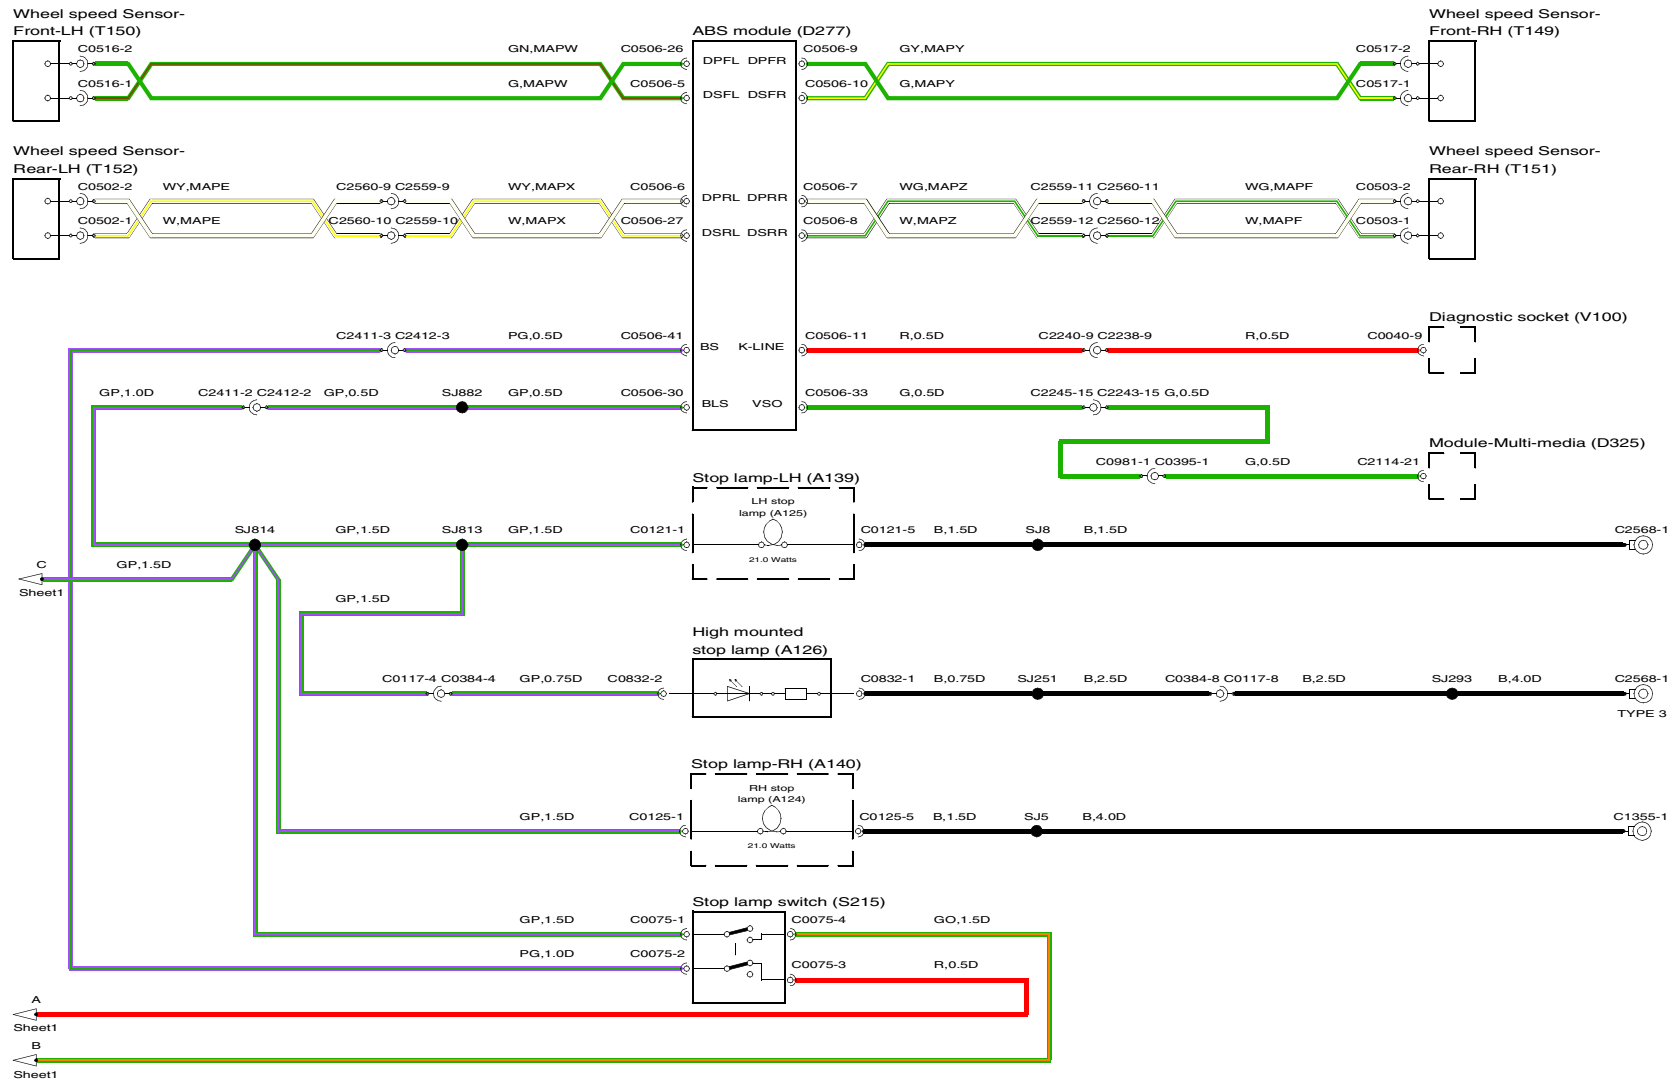 Wheel speed Sensor-
Front-LH (T150)
ABS module (D277)
Wheel speed Sensor-
Front-RH (T149)
C0516-2
GN,MAPW
C0506-26
DPFL DPFR
C0506-9
GY,MAPY
C0517-2
C0516-1
G,MAPW
C0506-5
DSFL DSFR
C0506-10
G,MAPY
C0517-1
Wheel speed Sensor-
Rear-LH (T152)
Wheel speed Sensor-
Rear-RH (T151)
C0502-2
WY,MAPE
C2560-9 C2559-9
WY,MAPX
C0506-6
DPRL DPRR
C0506-7
WG,MAPZ
C2559-11 C2560-11
WG,MAPF
C0503-2
C0502-1
W,MAPE
C2560-10 C2559-10
W,MAPX
C0506-27
DSRL DSRR
C0506-8
W,MAPZ
C2559-12 C2560-12
W,MAPF
C0503-1
Diagnostic socket (V100)
C2411-3 C2412-3
PG,0.5D
C0506-41
BS K-LINE
C0506-11
R,0.5D
C2240-9 C2238-9
R,0.5D
C0040-9
GP,1.0D
C2411-2 C2412-2
GP,0.5D
SJ882
GP,0.5D
C0506-30
BLS VSO
C0506-33
G,0.5D
C2245-15 C2243-15 G,0.5D
Module-Multi-media (D325)
C0981-1 C0395-1
G,0.5D
C2114-21
Stop lamp-LH (A139)
LH stop
lamp (A125)
21.0 Watts
SJ814
GP,1.5D
SJ813
GP,1.5D
C0121-1
C0121-5
B,1.5D
SJ8
B,1.5D
C2568-1
C
GP,1.5D
Sheet1
GP,1.5D
High mounted
stop lamp (A126)
C0117-4 C0384-4
GP,0.75D
C0832-2
C0832-1
B,0.75D
SJ251
B,2.5D
C0384-8 C0117-8
B,2.5D
SJ293
B,4.0D
C2568-1
TYPE 3
Stop lamp-RH (A140)
RH stop
lamp (A124)
21.0 Watts
GP,1.5D
C0125-1
C0125-5
B,1.5D
SJ5
B,4.0D
C1355-1
Stop lamp switch (S215)
GP,1.5D
C0075-1
C0075-4
GO,1.5D
PG,1.0D
C0075-2
C0075-3
R,0.5D
A
Sheet1
B
Sheet1